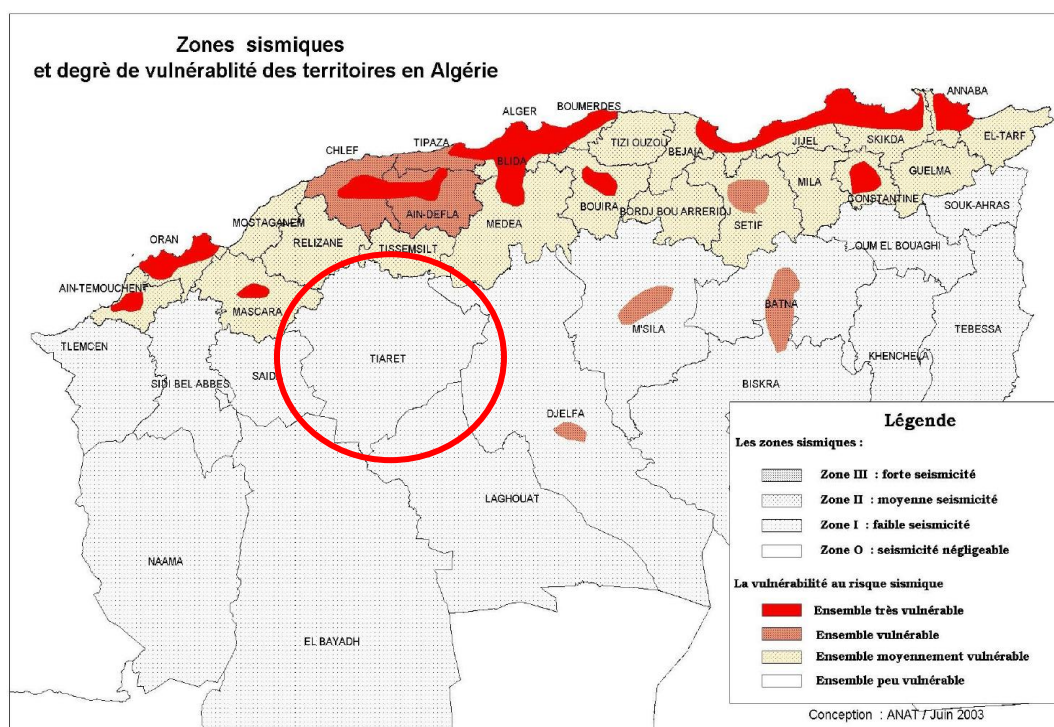 Zones sismiques
et degrè de vulnérablité des territoires en Algérie
ANNABA
ALGER
BOUMERDES
SKIKDA
EL-TARF
TIPAZA
TIZI OUZOU
JIJEL
CHLEF
BLIDA
BEJAIA
GUELMA
MILA
CONSTANTINE
AIN-DEFLA
BOUIRA
BORDJ BOU ARRERIDJ
SOUK-AHRAS
MOSTAGANEM
MEDEA
SETIF
ORAN
RELIZANE
TISSEMSILT
OUM EL BOUAGHI
AIN-TEMOUCHENT
MASCARA
M'SILA
BATNA
TEBESSA
TLEMCEN
TIARET
KHENCHELA
SIDI BEL ABBES
SAID
BISKRA
DJELFA
LAGHOUAT
NAAMA
EL BAYADH
Légende
Les zones sismiques :
Zone III : forte seismicité
Zone II : moyenne seismicité
Zone I : faible seismicité
Zone O : seismicité négligeable
La vulnérabilité au risque sismique
Ensemble très vulnérable
Ensemble vulnérable
Ensemble moyennement vulnérable
Ensemble peu vulnérable
Conception : ANAT / Juin 2003